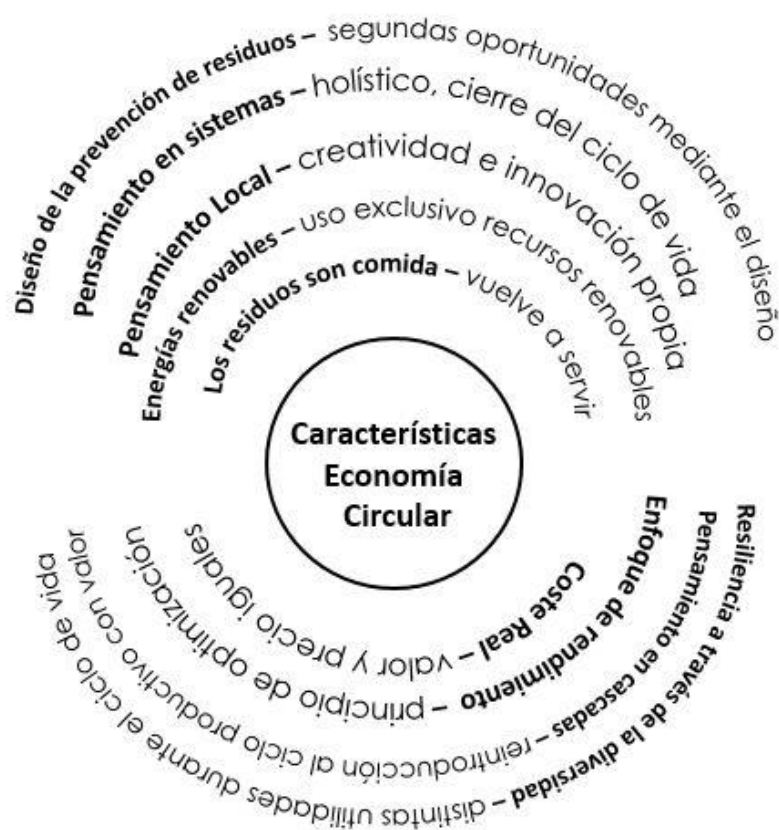 Diseño de la prevención de residuos – segundas oportunidades mediante el diseño
Pensamiento en sistemas – holístico, cierre del ciclo de vida
Pensamiento Local – creatividad e innovación propia
Energías renovables – uso exclusivo recursos renovables
Los residuos son comida – vuelve a servir
Características
Economía
Circular
Coste Real – valor y precio iguales
Enfoque de rendimiento – principio de optimización
Pensamiento en cascadas – reintroducción al ciclo productivo con valor
Resiliencia a través de la diversidad – distintas utilidades durante el ciclo de vida